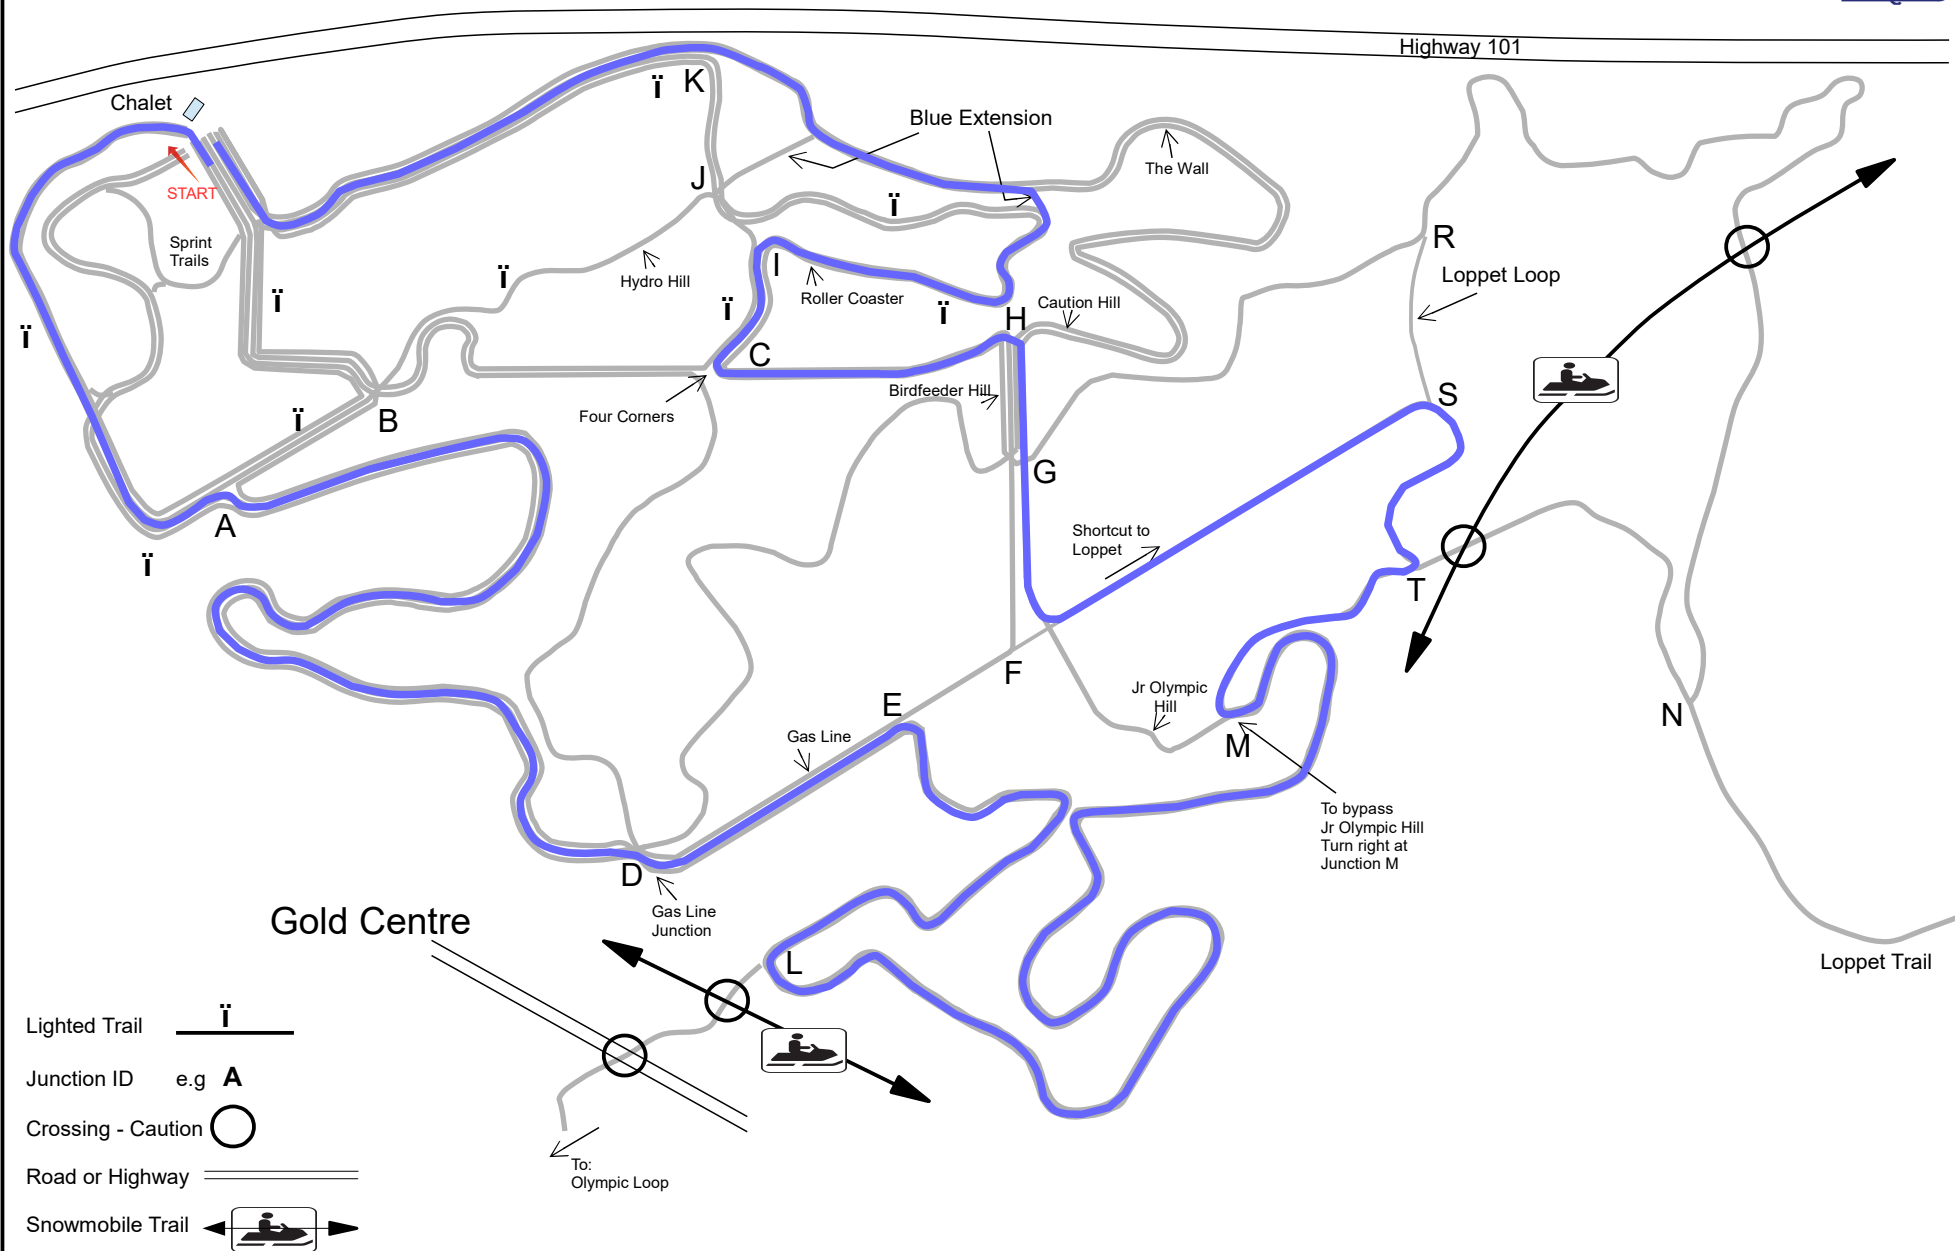 Highway 101
Chalet
K
ï
Blue Extension
The Wall
START
J
ï
Sprint
Trails
R
ï
Hydro Hill
I
Loppet Loop
ï
Roller Coaster
ï
ï
Caution Hill
H
ï
ï
C
Birdfeeder Hill
S
ï
B
Four Corners
G
A
ï
Shortcut to
Loppet
T
F
Jr Olympic
Hill
E
N
M
Gas Line
To bypass
Jr Olympic Hill
Turn right at
Junction M
D
Gas Line
Junction
Gold Centre
L
Loppet Trail
Lighted Trail ï
Junction ID e.g A
Crossing - Caution
To:
Olympic Loop
Road or Highway
Snowmobile Trail